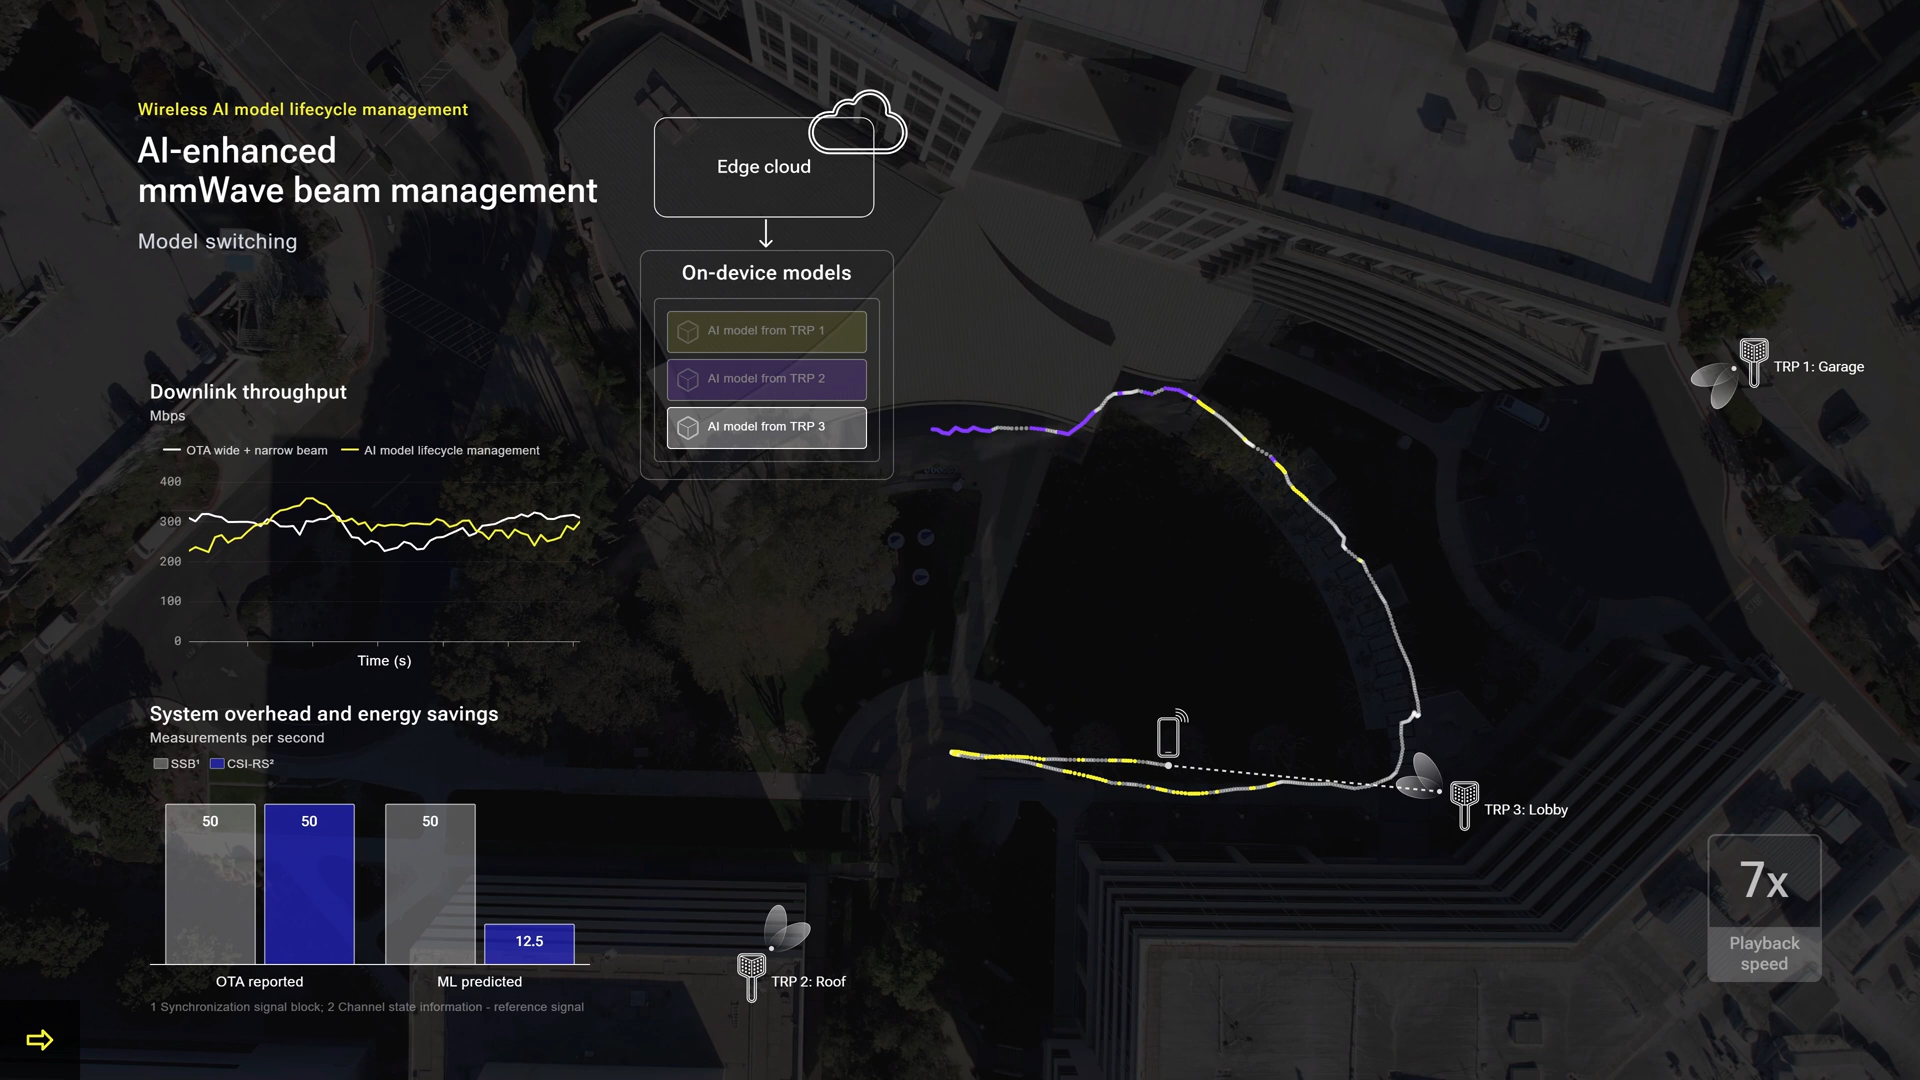 Wireless AI model lifecycle management
AI-enhanced
mmWave beam management
Model switching
Edge cloud
On-device models
AI model from TRP 1
AI model from TRP 2
AI model from TRP 3
Downlink throughput
Mbps
OTA wide + narrow beam
AI model lifecycle management
400
300
200
100
0
Time (s)
System overhead and energy savings
Measurements per second
SSB¹
CSI-RS²
50
50
50
12.5
OTA reported
ML predicted
1 Synchronization signal block; 2 Channel state information - reference signal
TRP 1: Garage
TRP 3: Lobby
TRP 2: Roof
7x
Playback
speed